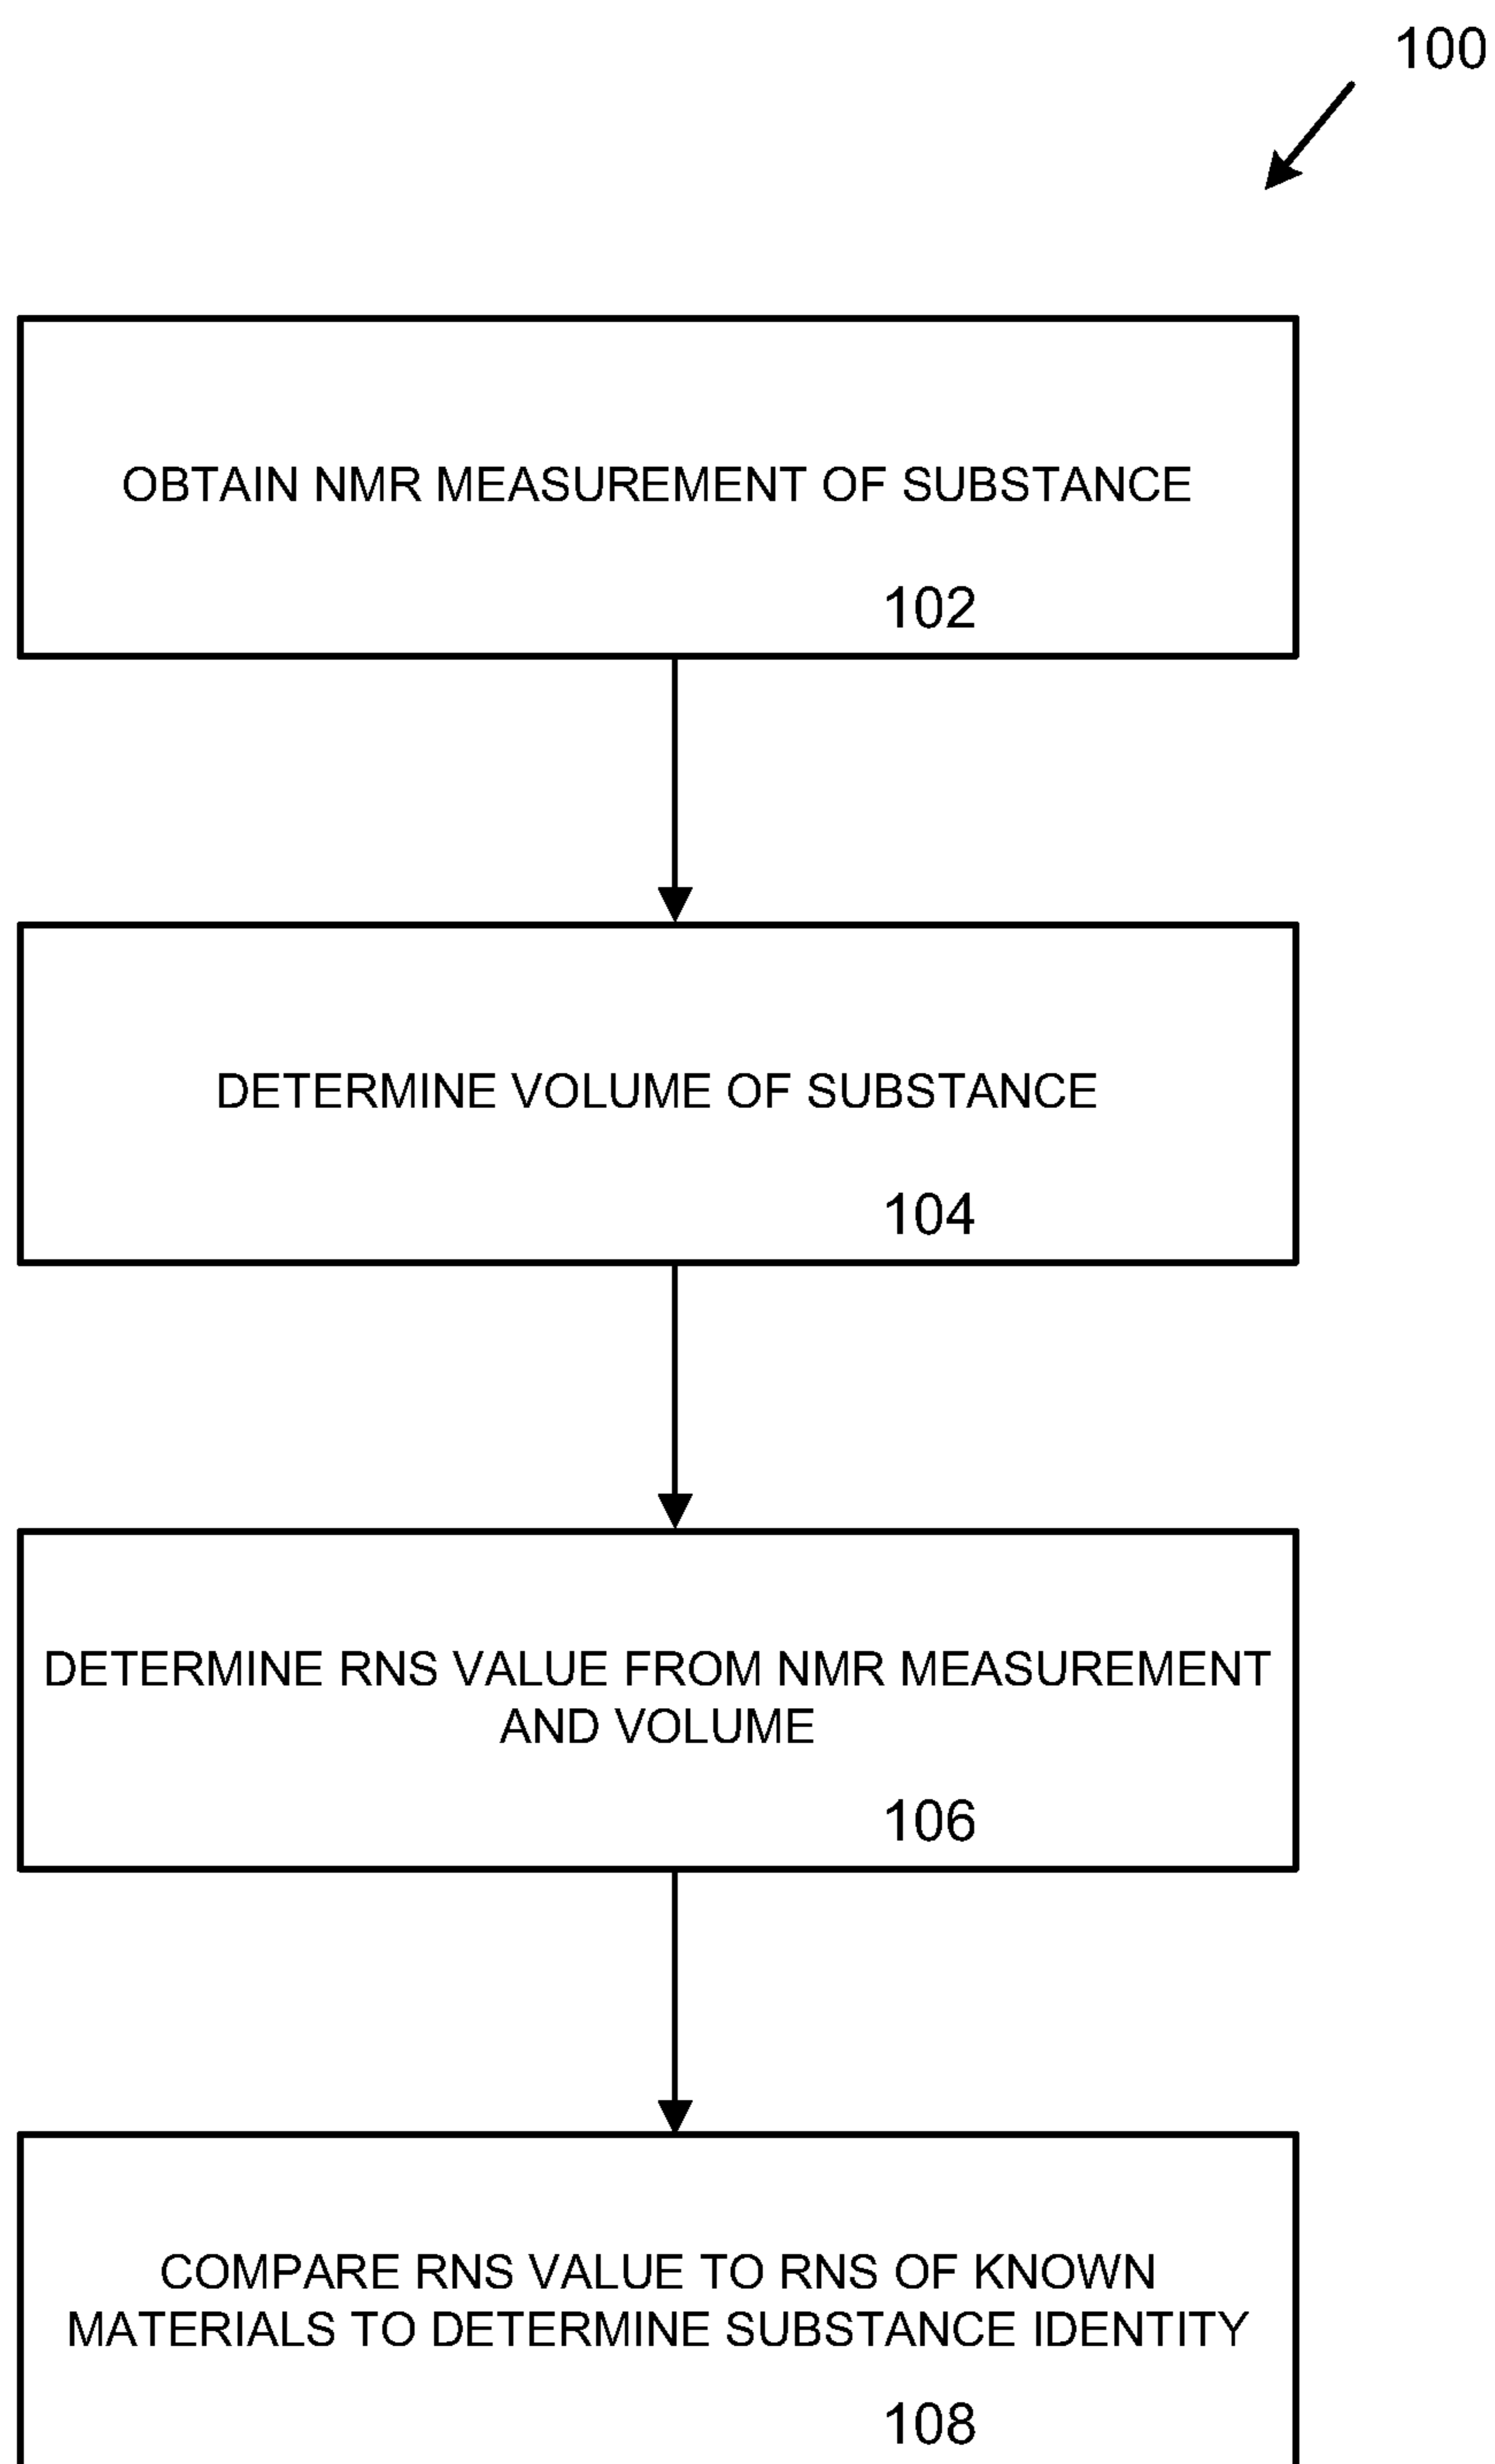 100
OBTAIN NMR MEASUREMENT OF SUBSTANCE
102
DETERMINE VOLUME OF SUBSTANCE
104
DETERMINE RNS VALUE FROM NMR MEASUREMENT
AND VOLUME
106
COMPARE RNS VALUE TO RNS OF KNOWN
MATERIALS TO DETERMINE SUBSTANCE IDENTITY
108